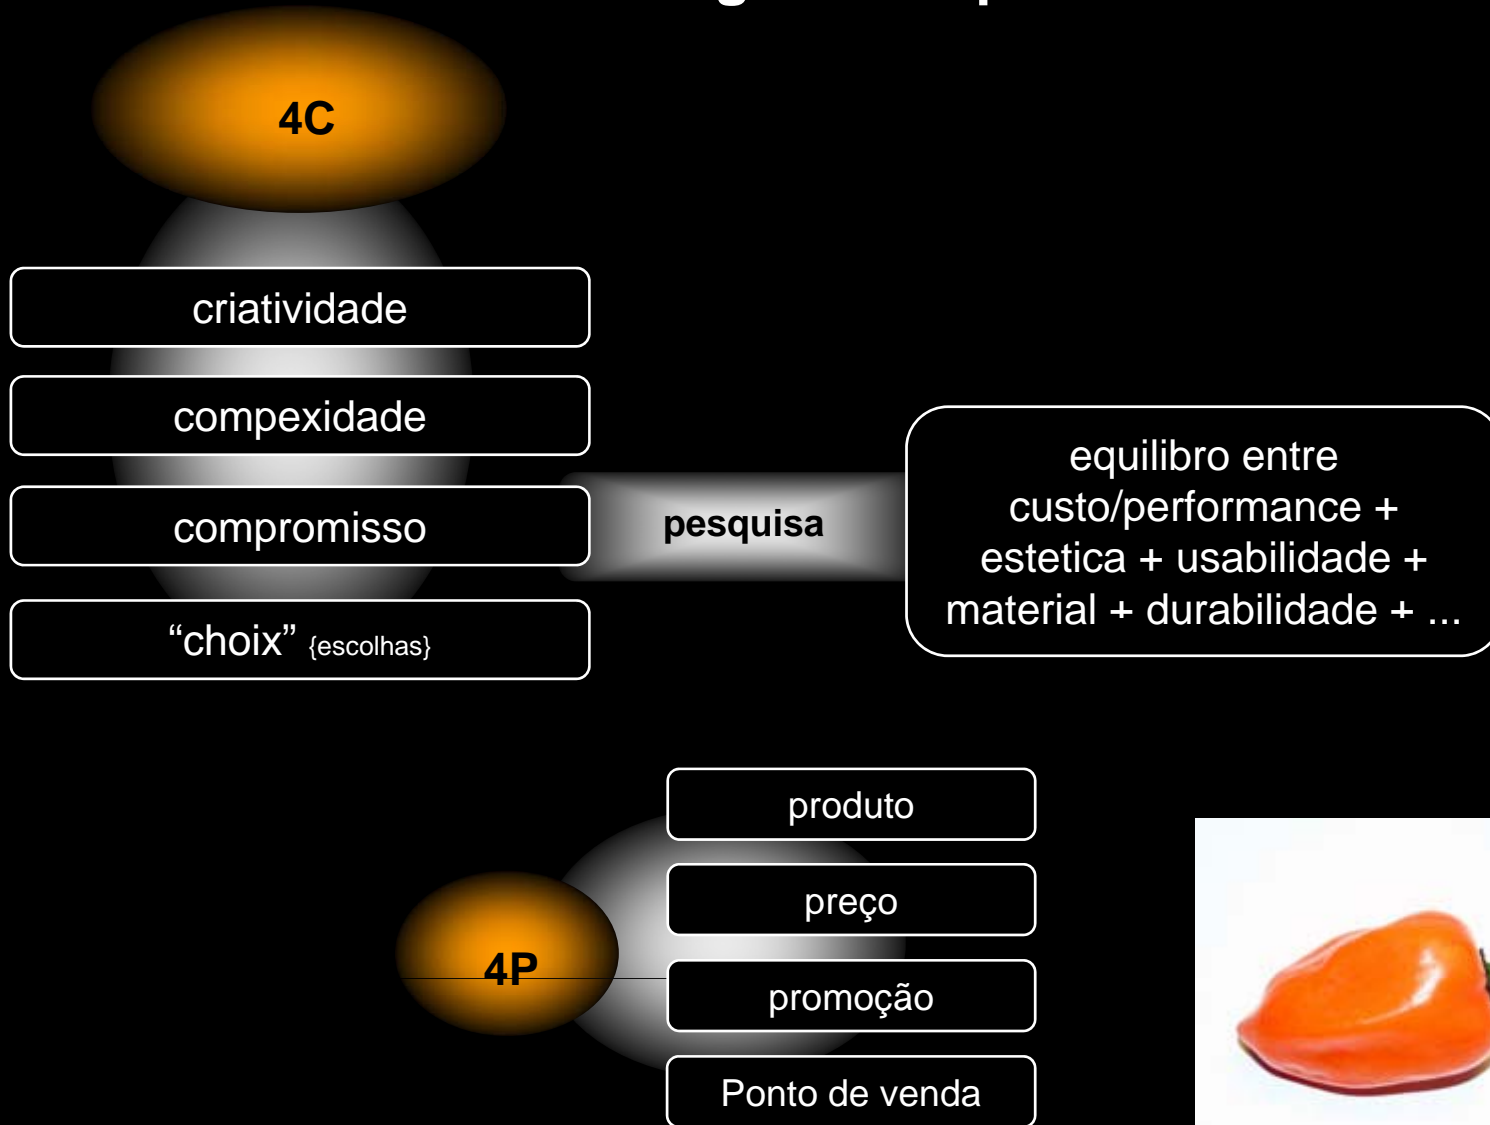 4C
criatividade
compexidade
compromisso
“choix” {escolhas}
pesquisa
equilibro entre
custo/performance +
estetica + usabilidade +
material + durabilidade + ...
4P
produto
preço
promoção
Ponto de venda